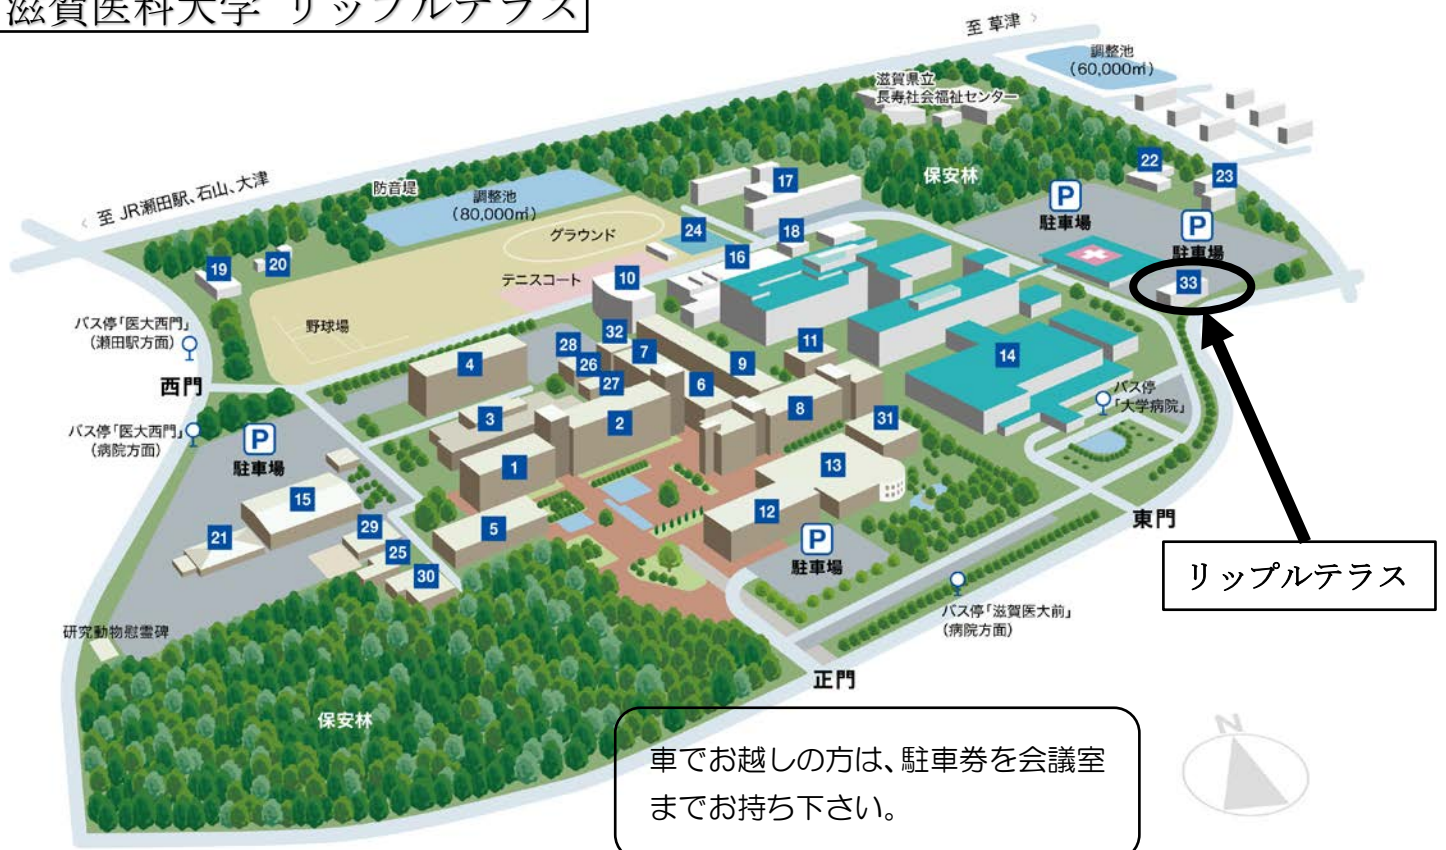 滋賀医科大学 リップルテラス
至 草津 〉
調整池
（60,000㎡）
滋賀県立
長寿社会福祉センター
〈 至 JR瀬田駅、石山、大津
防音堤
調整池
（80,000㎡）
グラウンド
テニスコート
野球場
保安林
P
駐車場
P
駐車場
22
23
17
24
18
16
10
19
20
33
バス停「医大西門」
（瀬田駅方面）
西門
バス停「医大西門」
（病院方面）
P
駐車場
4
28
32
26
7
27
9
11
6
14
3
2
8
31
1
13
バス停
「大学病院」
15
5
12
21
29
25
30
P
駐車場
東門
リップルテラス
バス停「滋賀医大前」
（病院方面）
研究動物慰霊碑
正門
保安林
車でお越しの方は、駐車券を会議室
までお持ち下さい。
N